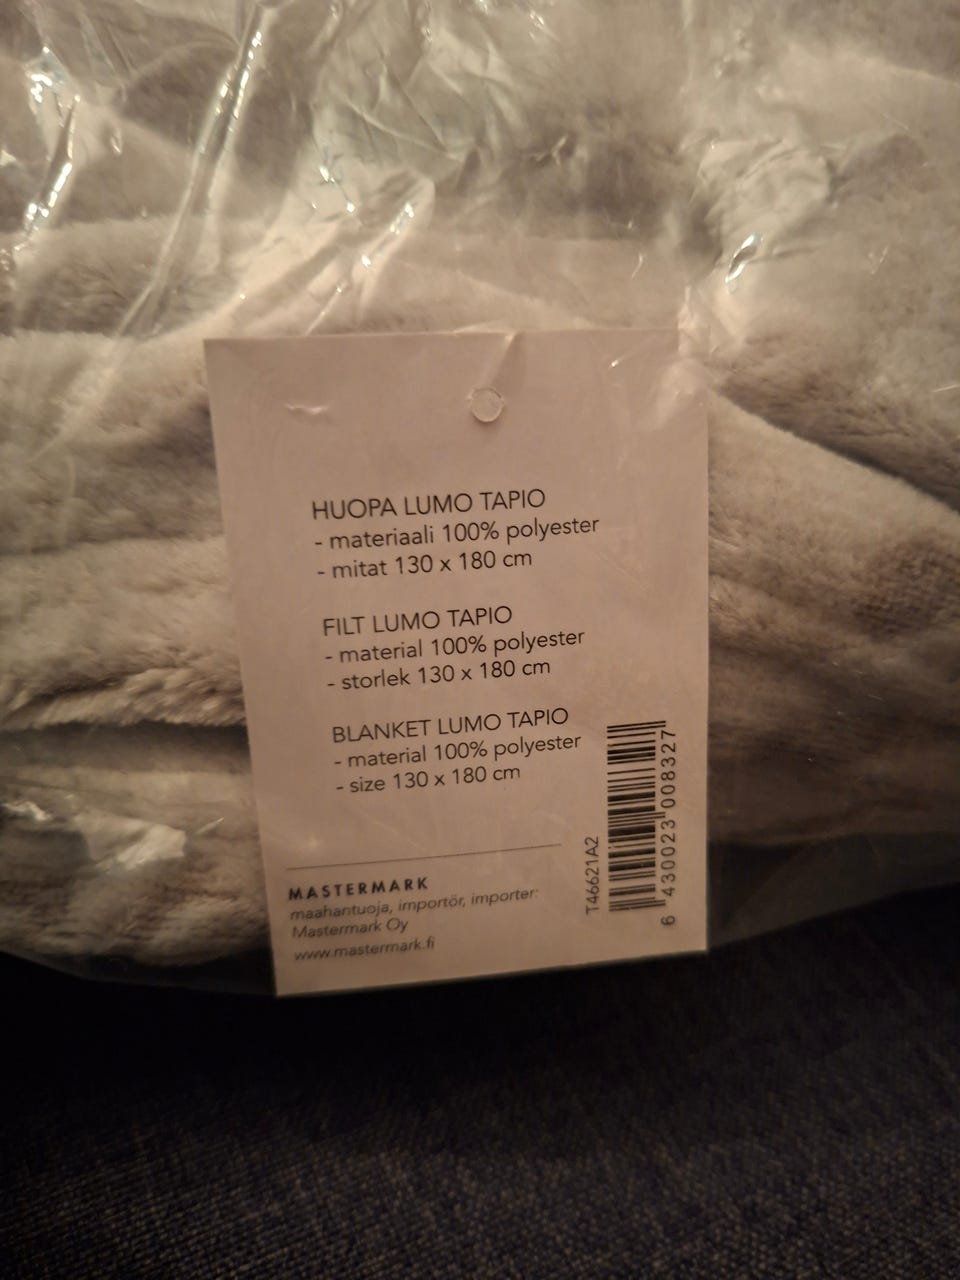 HUOPA LUMO TAPIO
- materiaali 100% polyester
- mitat 130 x 180 cm
FILT LUMO TAPIO
- material 100% polyester
- storlek 130 x 180 cm
BLANKET LUMO TAPIO
- material 100% polyester
- size 130 x 180 cm
MASTERMARK
maahantuoja, importör, importer:
Mastermark Oy
www.mastermark.fi
T46621A2
6 430023 008327